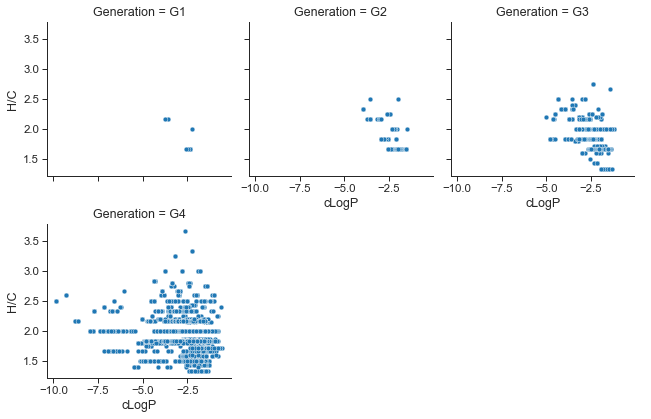 Generation = G1
Generation = G2
Generation = G3
3.5
3.0
2.5
2.0
1.5
H/C
−10.0 −7.5 −5.0 −2.5
cLogP
−10.0 −7.5 −5.0 −2.5
cLogP
Generation = G4
3.5
3.0
2.5
2.0
1.5
H/C
−10.0 −7.5 −5.0 −2.5
cLogP